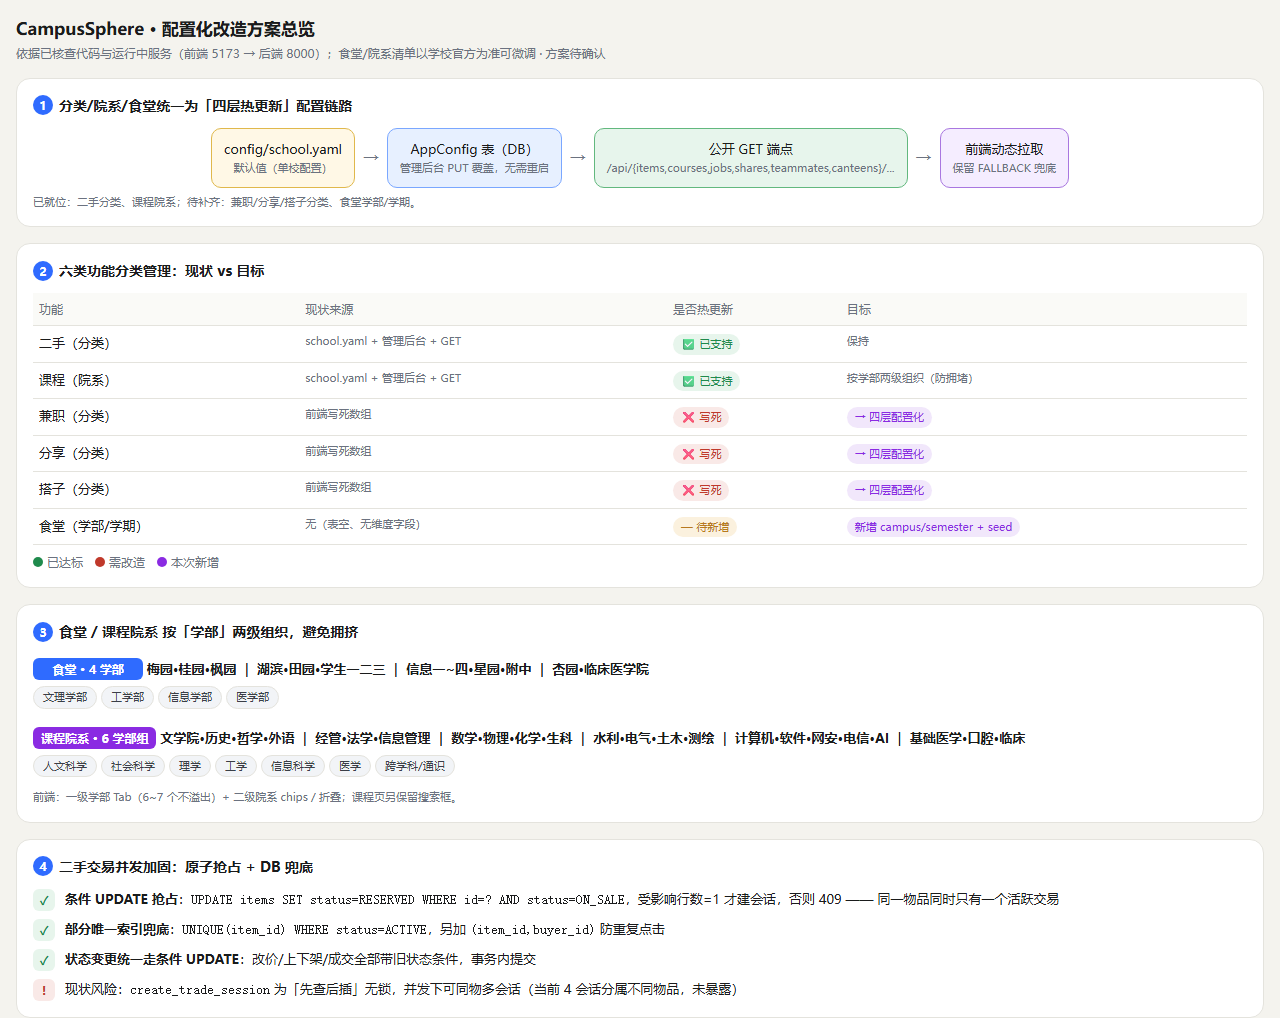 CampusSphere • 配置化改造方案总览
依据已核查代码与运行中服务（前端 5173 → 后端 8000）；食堂/院系清单以学校官方为准可微调 · 方案待确认
1 分类/院系/食堂统一为「四层热更新」配置链路
config/school.yaml
默认值（单校配置）
→
AppConfig 表（DB）
管理后台 PUT 覆盖，无需重启
→
公开 GET 端点
/api/{items,courses,jobs,shares,teammates,canteens}/...
→
前端动态拉取
保留 FALLBACK 兜底
已就位：二手分类、课程院系；待补齐：兼职/分享/搭子分类、食堂学部/学期。
2 六类功能分类管理：现状 vs 目标
功能 现状来源 是否热更新 目标
二手（分类） school.yaml + 管理后台 + GET ✅ 已支持 保持
课程（院系） school.yaml + 管理后台 + GET ✅ 已支持 按学部两级组织（防拥堵）
兼职（分类） 前端写死数组 ❌ 写死 → 四层配置化
分享（分类） 前端写死数组 ❌ 写死 → 四层配置化
搭子（分类） 前端写死数组 ❌ 写死 → 四层配置化
食堂（学部/学期） 无（表空、无维度字段） — 待新增 新增 campus/semester + seed
已达标 需改造 本次新增
3 食堂 / 课程院系 按「学部」两级组织，避免拥挤
食堂 • 4 学部 梅园•桂园•枫园 | 湖滨•田园•学生一二三 | 信息一~四•星园•附中 | 杏园•临床医学院
文理学部 工学部 信息学部 医学部
课程院系 • 6 学部组 文学院•历史•哲学•外语 | 经管•法学•信息管理 | 数学•物理•化学•生科 | 水利•电气•土木•测绘 | 计算机•软件•网安•电信•AI | 基础医学•口腔•临床
人文科学 社会科学 理学 工学 信息科学 医学 跨学科/通识
前端：一级学部 Tab（6~7 个不溢出）+ 二级院系 chips / 折叠；课程页另保留搜索框。
4 二手交易并发加固：原子抢占 + DB 兜底
✓ 条件 UPDATE 抢占：UPDATE items SET status=RESERVED WHERE id=? AND status=ON_SALE，受影响行数=1 才建会话，否则 409 —— 同一物品同时只有一个活跃交易
✓ 部分唯一索引兜底：UNIQUE(item_id) WHERE status=ACTIVE，另加 (item_id,buyer_id) 防重复点击
✓ 状态变更统一走条件 UPDATE：改价/上下架/成交全部带旧状态条件，事务内提交
! 现状风险：create_trade_session 为「先查后插」无锁，并发下可同物多会话（当前 4 会话分属不同物品，未暴露）